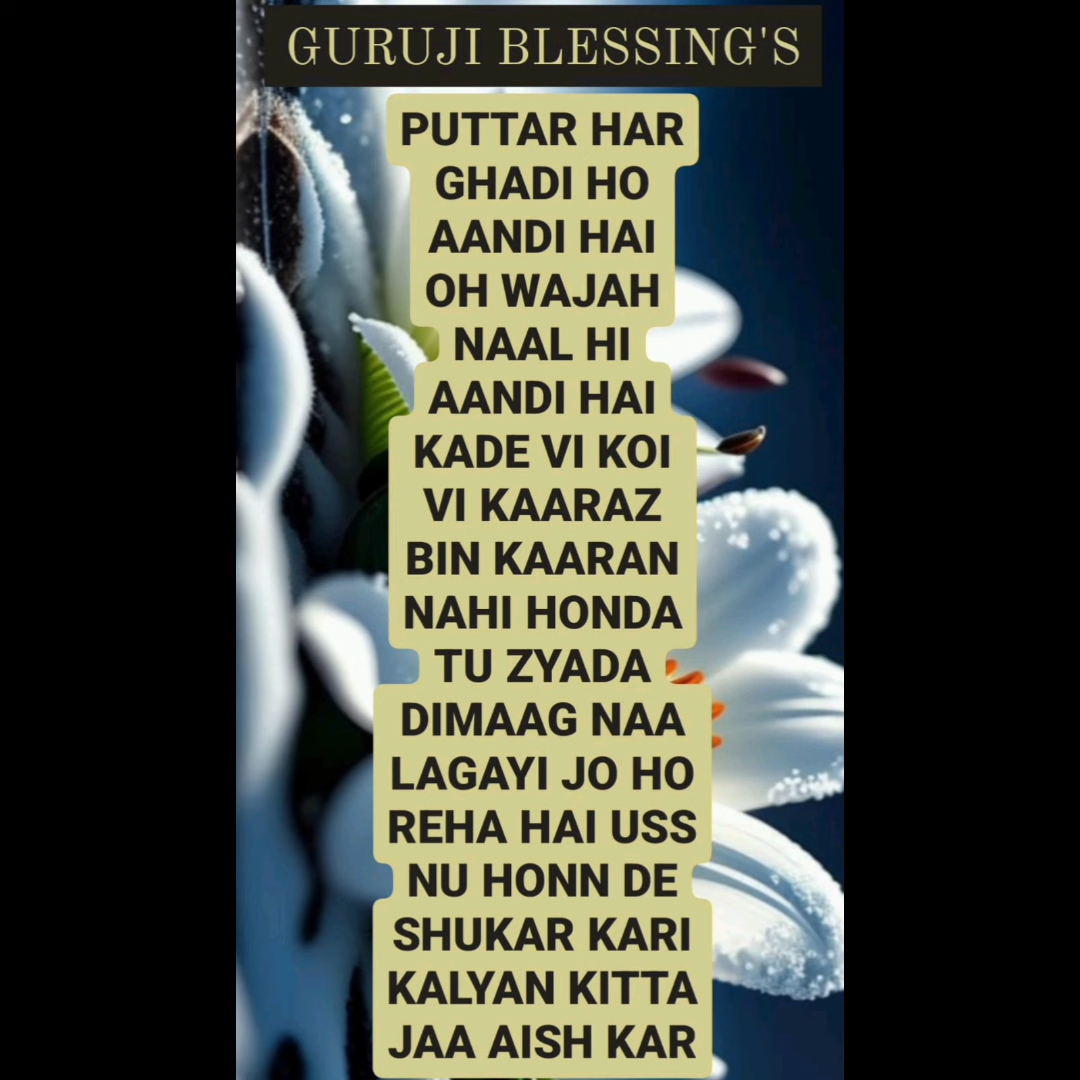 GURUJI BLESSING'S
PUTTAR HAR
GHADI HO
AANDI HAI
OH WAJAH
NAAL HI
AANDI HAI
KADE VI KOI
VI KAARAZ
BIN KAARAN
NAHI HONDA
TU ZYADA
DIMAAG NAA
LAGAYI JO HO
REHA HAI USS
NU HONN DE
SHUKAR KARI
KALYAN KITTA
JAA AISH KAR